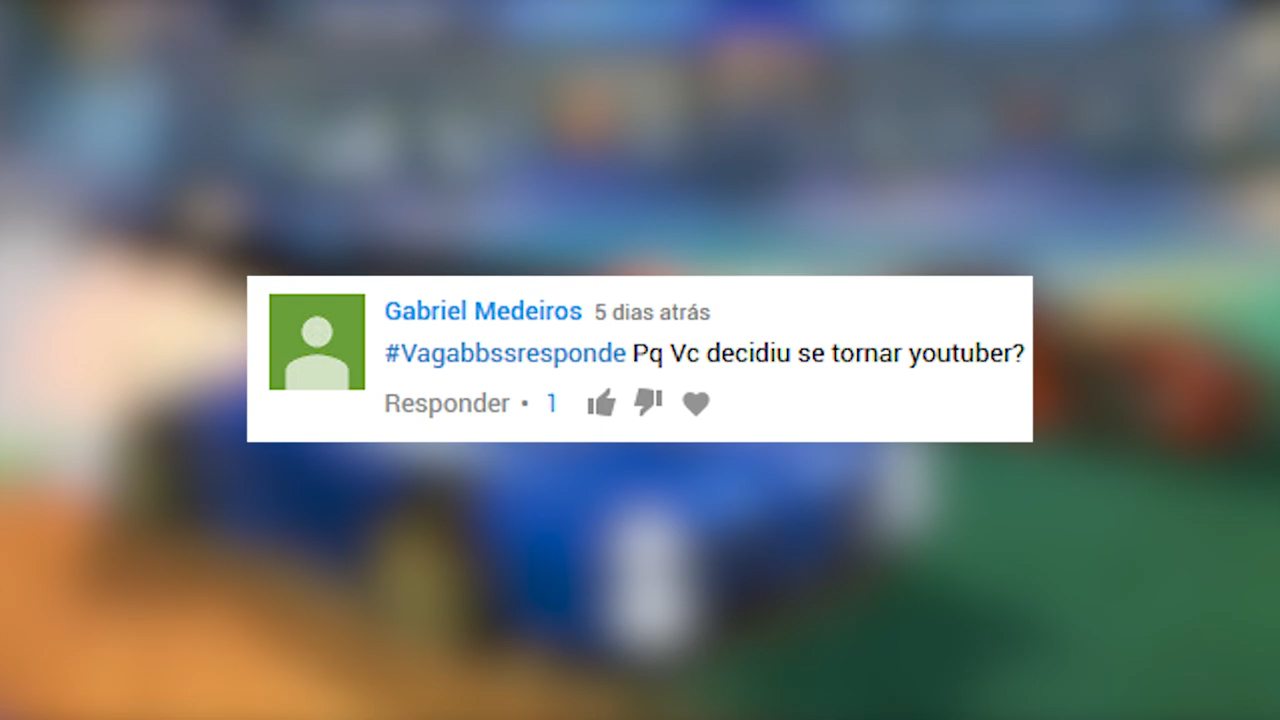 Gabriel Medeiros 5 dias atrás
#Vagabbssresponde Pq Vc decidiu se tornar youtuber?
Responder • 1